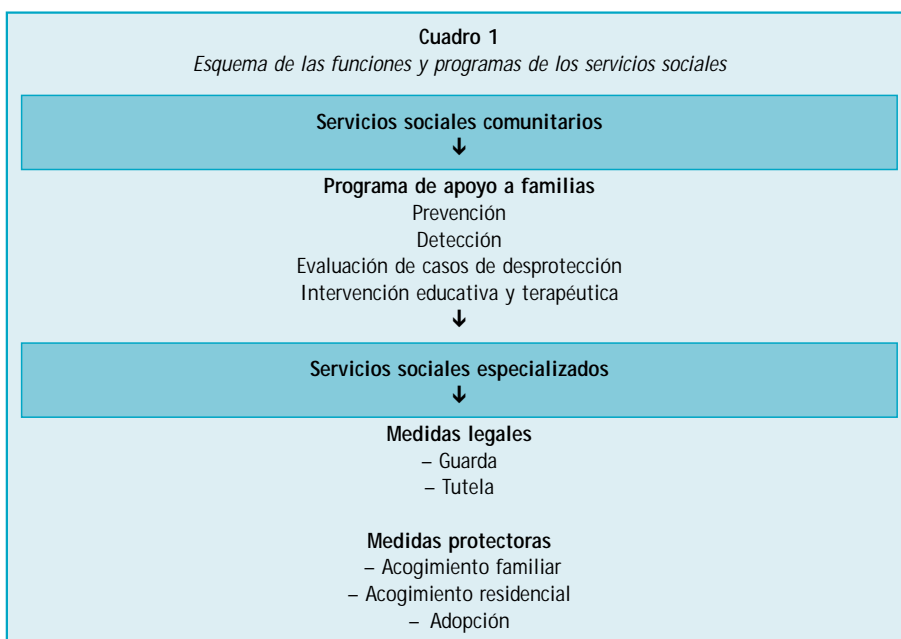 Cuadro 1
Esquema de las funciones y programas de los servicios sociales
Servicios sociales comunitarios
↓
Programa de apoyo a familias
Prevención
Detección
Evaluación de casos de desprotección
Intervención educativa y terapéutica
↓
Servicios sociales especializados
↓
Medidas legales
– Guarda
– Tutela
Medidas protectoras
– Acogimiento familiar
– Acogimiento residencial
– Adopción